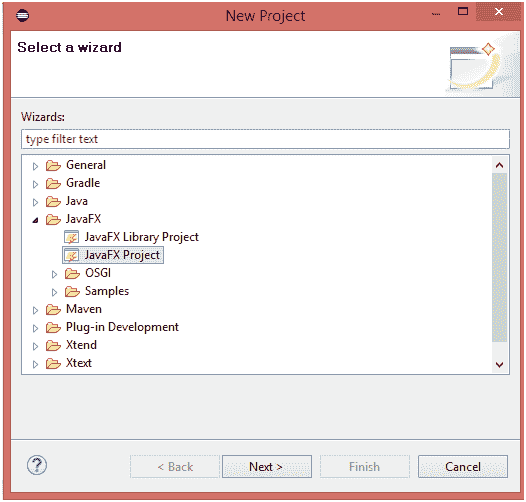 New Project
Select a wizard
Wizards:
type filter text
General
Gradle
Java
JavaFX
JavaFX Library Project
JavaFX Project
OSGI
Samples
Maven
Plug-in Development
Xtend
Xtext
?
< Back
Next >
Finish
Cancel